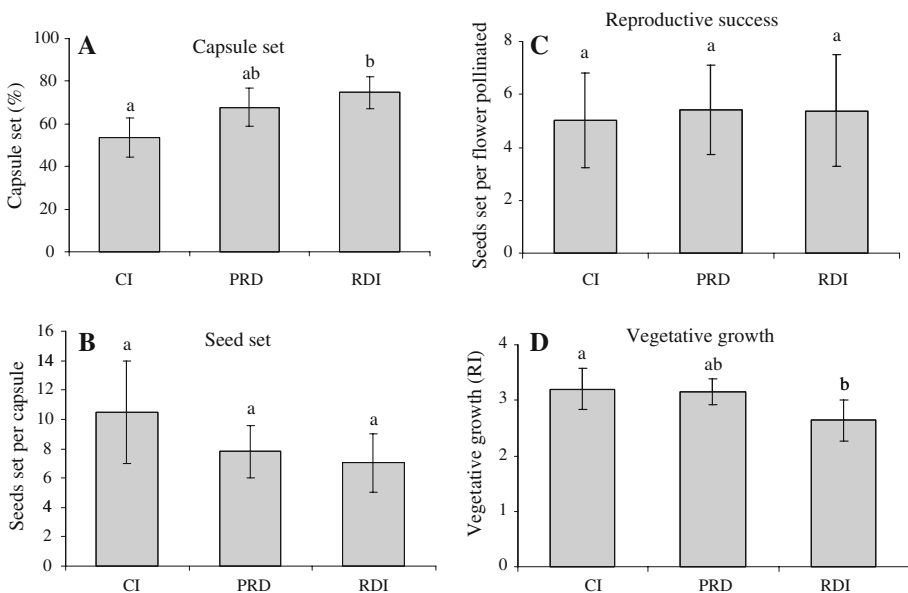 A
Capsule set
Capsule set (%)
100
80
60
40
20
0
a
ab
b
CI
PRD
RDI
C
Reproductive success
Seeds set per flower pollinated
8
6
4
2
0
a
a
a
CI
PRD
RDI
B
Seed set
Seeds set per capsule
16
14
12
10
8
6
4
2
0
a
a
a
CI
PRD
RDI
D
Vegetative growth
Vegetative growth (RI)
4
3
2
1
0
a
ab
b
CI
PRD
RDI